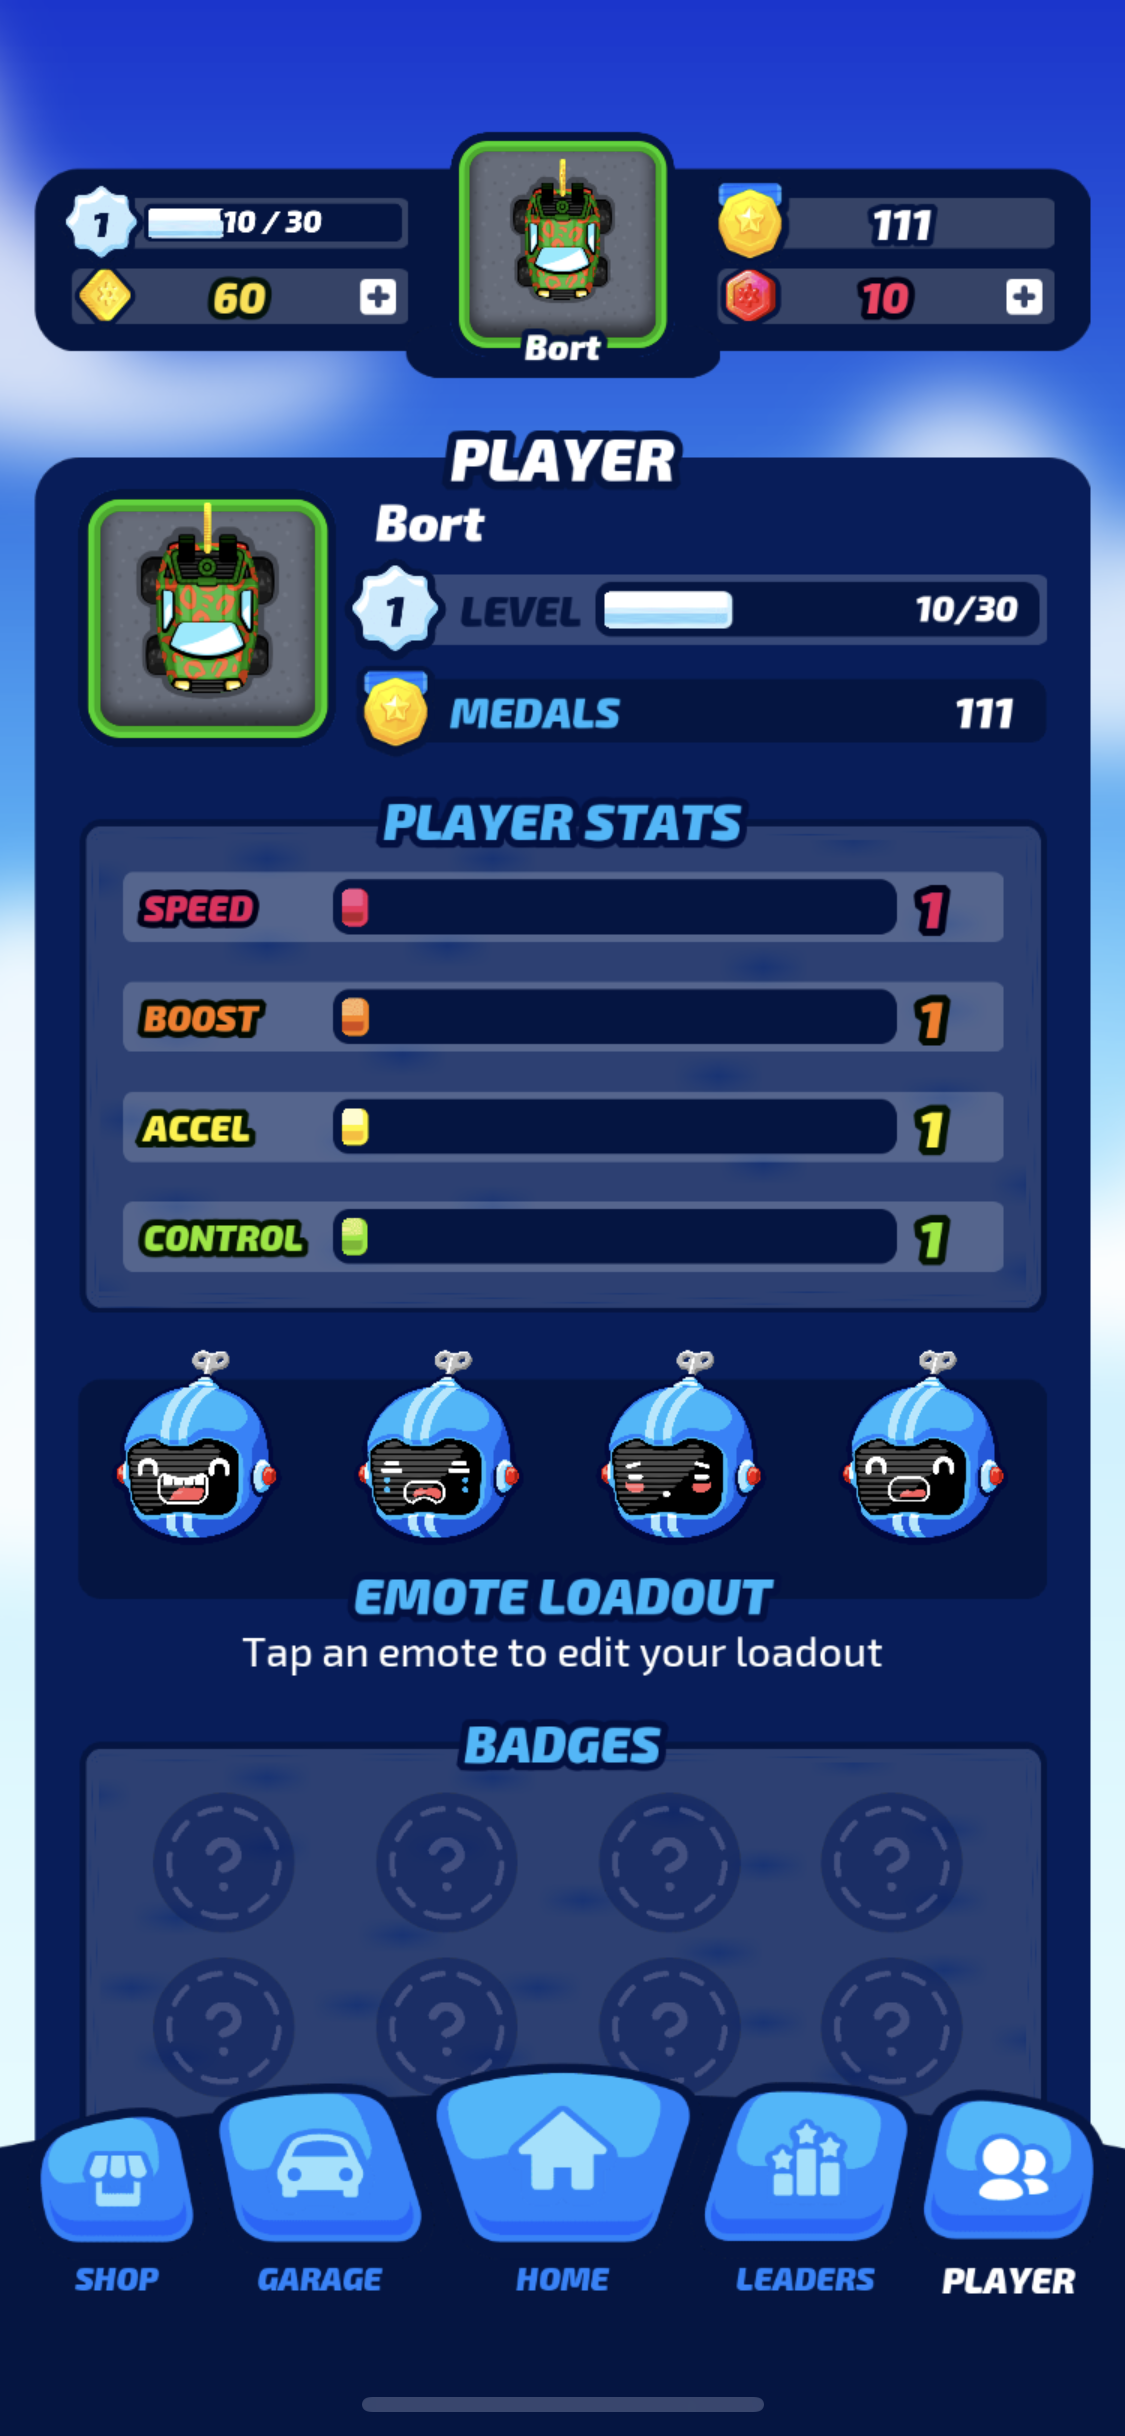 1 10 / 30
111
60
10
Bort
PLAYER
Bort
1 LEVEL 10/30
MEDALS 111
PLAYER STATS
SPEED 1
BOOST 1
ACCEL 1
CONTROL 1
EMOTE LOADOUT
Tap an emote to edit your loadout
BADGES
? ? ? ?
? ? ? ?
SHOP GARAGE HOME LEADERS PLAYER